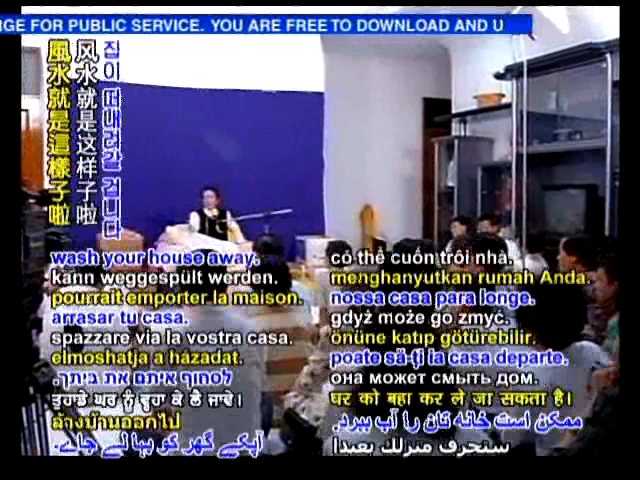 GE FOR PUBLIC SERVICE. YOU ARE FREE TO DOWNLOAD AND U
風水就是這樣子啦
风水就是这样子啦
집이 떠내려갈 겁니다
wash your house away.
kann weggespült werden.
pourrait emporter la maison.
arrasar tu casa.
spazzare via la vostra casa.
elmoshatja a házadat.
לסחוף איתם את ביתך.
ਤੁਹਾਡੇ ਘਰ ਨੂੰ ਵ੍ਹਾ ਕੇ ਲੈ ਜਾਵੇ।
ล้างบ้านออกไป
آپکے گھر کو بہا لے جاے۔
có thể cuốn trôi nhà.
menghanyutkan rumah Anda.
nossa casa para longe.
gdyż może go zmyć.
önüne katıp götürebilir.
poate să-ţi ia casa departe.
она может смыть дом.
घर को बहा कर ले जा सकता है।
ممکن است خانه تان را آب ببرد.
ستجرف منزلك بعيدا